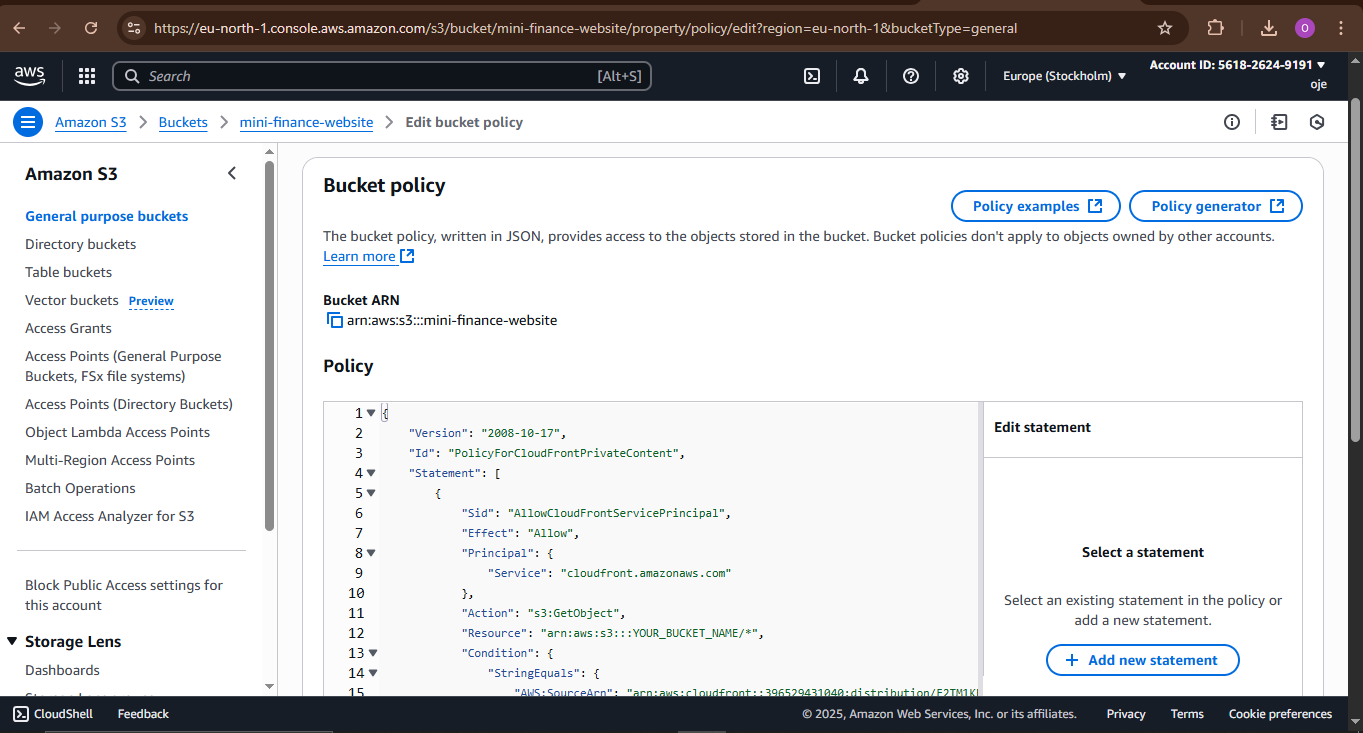 https://eu-north-1.console.aws.amazon.com/s3/bucket/mini-finance-website/property/policy/edit?region=eu-north-1&bucketType=general
O
aws
Search
[Alt+S]
Europe (Stockholm)
Account ID: 5618-2624-9191
oje
Amazon S3
Buckets
mini-finance-website
Edit bucket policy
Amazon S3
General purpose buckets
Directory buckets
Table buckets
Vector buckets Preview
Access Grants
Access Points (General Purpose
Buckets, FSx file systems)
Access Points (Directory Buckets)
Object Lambda Access Points
Multi-Region Access Points
Batch Operations
IAM Access Analyzer for S3
Block Public Access settings for
this account
Storage Lens
Dashboards
Bucket policy
Policy examples
Policy generator
The bucket policy, written in JSON, provides access to the objects stored in the bucket. Bucket policies don't apply to objects owned by other accounts.
Learn more
Bucket ARN
arn:aws:s3:::mini-finance-website
Policy
1 {
2 "Version": "2008-10-17",
3 "Id": "PolicyForCloudFrontPrivateContent",
4 "Statement": [
5 {
6 "Sid": "AllowCloudFrontServicePrincipal",
7 "Effect": "Allow",
8 "Principal": {
9 "Service": "cloudfront.amazonaws.com"
10 },
11 "Action": "s3:GetObject",
12 "Resource": "arn:aws:s3:::YOUR_BUCKET_NAME/*",
13 "Condition": {
14 "StringEquals": {
15 "AWS:SourceArn": "arn:aws:cloudfront::396529431040:distribution/E2TM1K
Edit statement
Select a statement
Select an existing statement in the policy or
add a new statement.
+ Add new statement
CloudShell
Feedback
© 2025, Amazon Web Services, Inc. or its affiliates.
Privacy
Terms
Cookie preferences